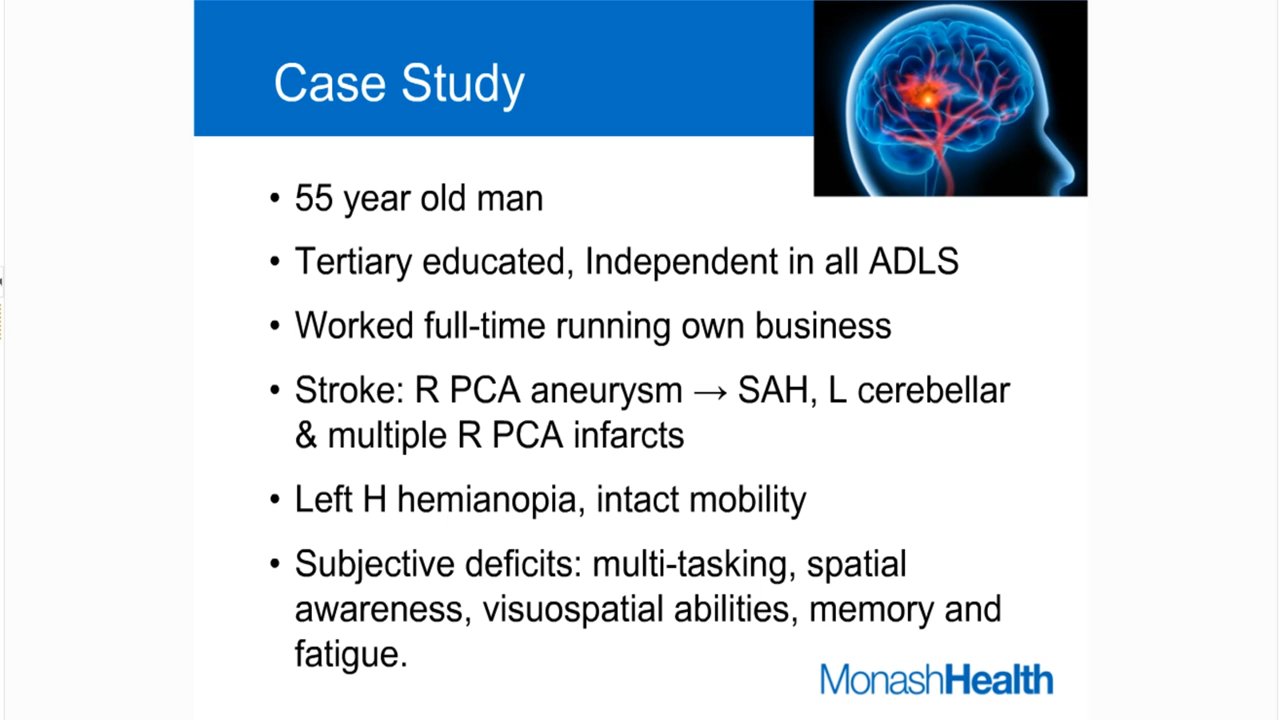 Case Study
• 55 year old man
• Tertiary educated, Independent in all ADLS
• Worked full-time running own business
• Stroke: R PCA aneurysm → SAH, L cerebellar
& multiple R PCA infarcts
• Left H hemianopia, intact mobility
• Subjective deficits: multi-tasking, spatial
awareness, visuospatial abilities, memory and
fatigue.
MonashHealth